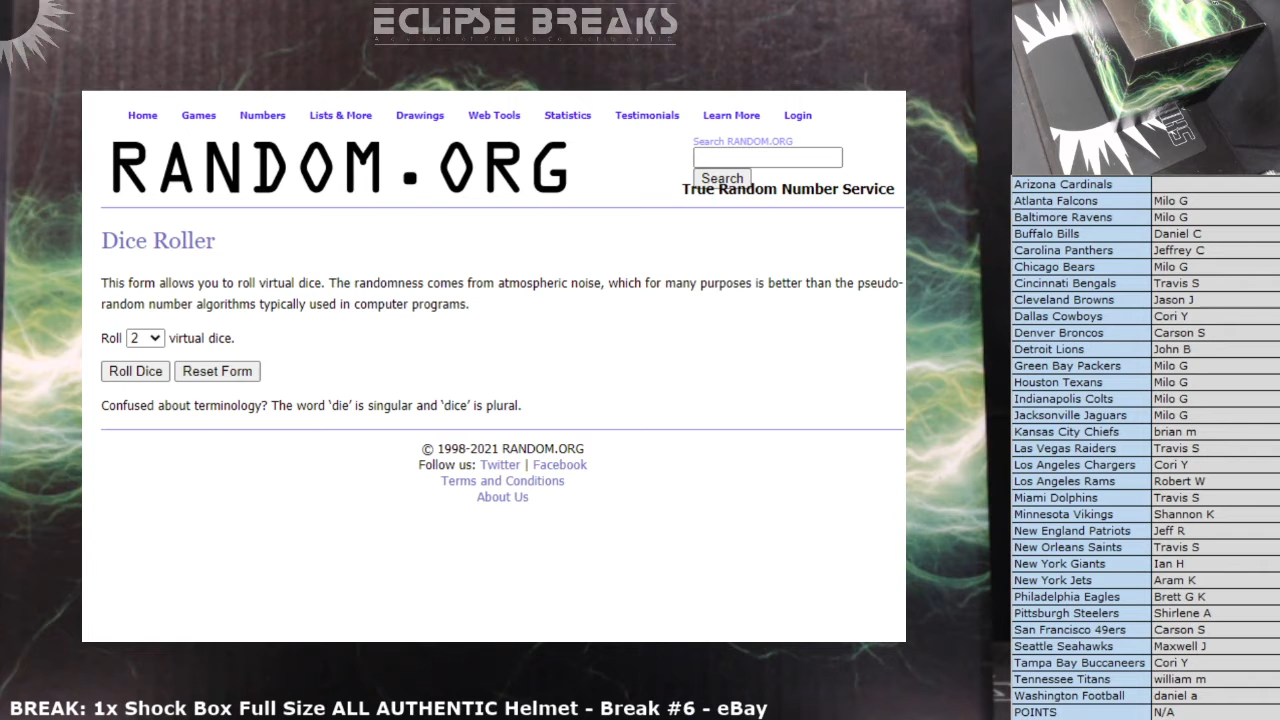 ECLIPSE BREAKS
Home Games Numbers Lists & More Drawings Web Tools Statistics Testimonials Learn More Login
RANDOM.ORG
Search RANDOM.ORG
Search
True Random Number Service
Dice Roller
This form allows you to roll virtual dice. The randomness comes from atmospheric noise, which for many purposes is better than the pseudo-
random number algorithms typically used in computer programs.
Roll 2 virtual dice.
Roll Dice Reset Form
Confused about terminology? The word ‘die’ is singular and ‘dice’ is plural.
© 1998-2021 RANDOM.ORG
Follow us: Twitter | Facebook
Terms and Conditions
About Us
Arizona Cardinals
Atlanta Falcons Milo G
Baltimore Ravens Milo G
Buffalo Bills Daniel C
Carolina Panthers Jeffrey C
Chicago Bears Milo G
Cincinnati Bengals Travis S
Cleveland Browns Jason J
Dallas Cowboys Cori Y
Denver Broncos Carson S
Detroit Lions John B
Green Bay Packers Milo G
Houston Texans Milo G
Indianapolis Colts Milo G
Jacksonville Jaguars Milo G
Kansas City Chiefs brian m
Las Vegas Raiders Travis S
Los Angeles Chargers Cori Y
Los Angeles Rams Robert W
Miami Dolphins Travis S
Minnesota Vikings Shannon K
New England Patriots Jeff R
New Orleans Saints Travis S
New York Giants Ian H
New York Jets Aram K
Philadelphia Eagles Brett G K
Pittsburgh Steelers Shirlene A
San Francisco 49ers Carson S
Seattle Seahawks Maxwell J
Tampa Bay Buccaneers Cori Y
Tennessee Titans william m
Washington Football daniel a
POINTS N/A
BREAK: 1x Shock Box Full Size ALL AUTHENTIC Helmet - Break #6 - eBay